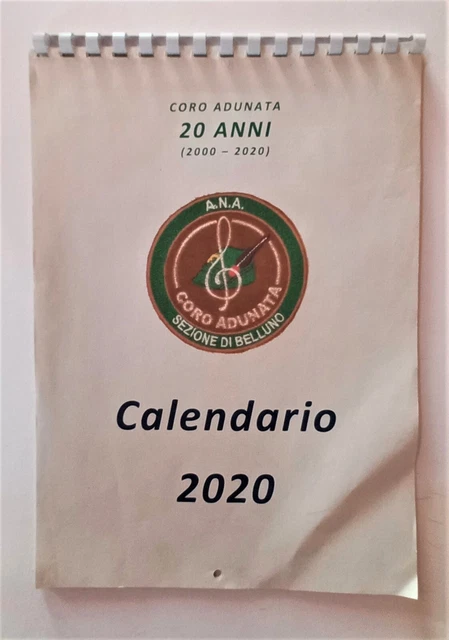 CORO ADUNATA
20 ANNI
(2000 – 2020)
A.N.A.
CORO ADUNATA
SEZIONE DI BELLUNO
Calendario
2020